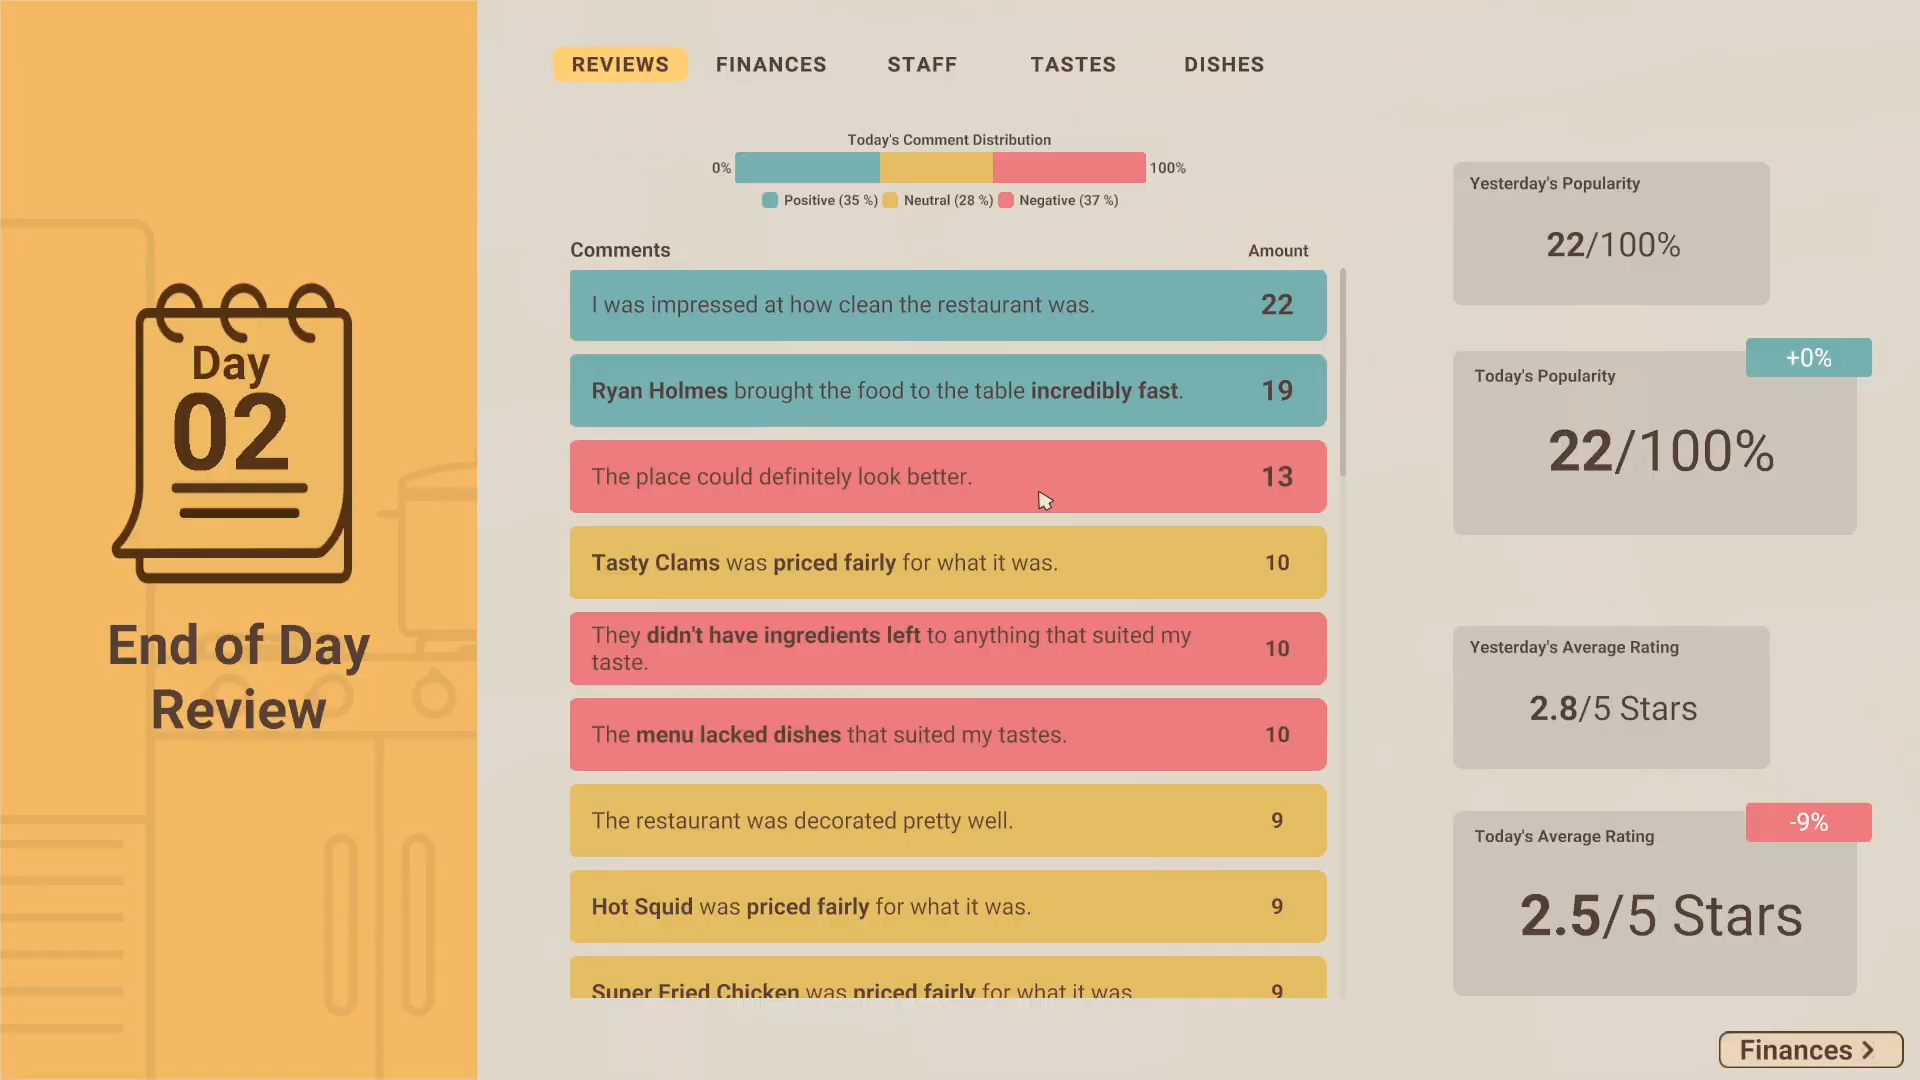 REVIEWS FINANCES STAFF TASTES DISHES
Today's Comment Distribution
0% 100%
Positive (35 %) Neutral (28 %) Negative (37 %)
Comments Amount
I was impressed at how clean the restaurant was. 22
Ryan Holmes brought the food to the table incredibly fast. 19
The place could definitely look better. 13
Tasty Clams was priced fairly for what it was. 10
They didn't have ingredients left to anything that suited my
taste. 10
The menu lacked dishes that suited my tastes. 10
The restaurant was decorated pretty well. 9
Hot Squid was priced fairly for what it was. 9
Super Fried Chicken was priced fairly for what it was 9
Day
02
End of Day
Review
Yesterday's Popularity
22/100%
+0%
Today's Popularity
22/100%
Yesterday's Average Rating
2.8/5 Stars
-9%
Today's Average Rating
2.5/5 Stars
Finances >